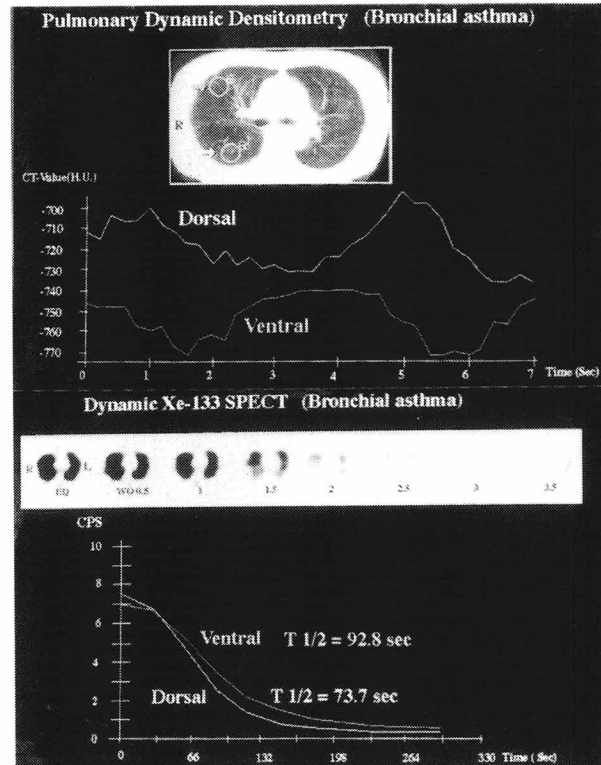 Pulmonary Dynamic Densitometry (Bronchial asthma)
R
CT-Value(H.U.)
-700
-710
-720
-730
-740
-750
-760
-770
Dorsal
Ventral
0 1 2 3 4 5 6 7 Time (Sec)
Dynamic Xe-133 SPECT (Bronchial asthma)
R L
EQ WO 0.5 1 1.5 2 2.5 3 3.5
CPS
10
8
6
4
2
0
Ventral T 1/2 = 92.8 sec
Dorsal T 1/2 = 73.7 sec
0 66 132 198 264 330 Time ( Sec)